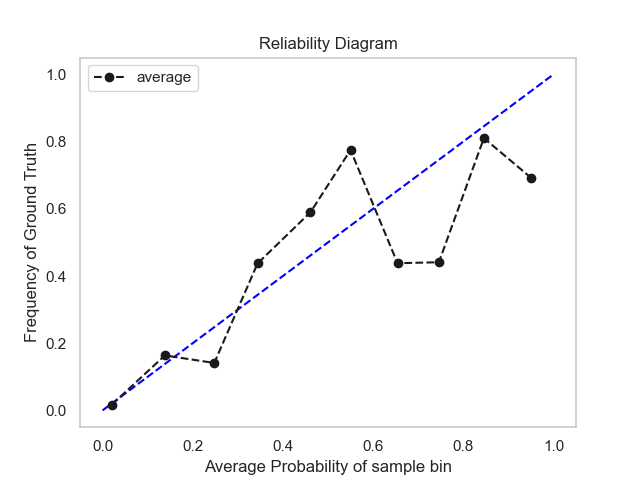 Reliability Diagram
average
Frequency of Ground Truth
1.0
0.8
0.6
0.4
0.2
0.0
0.0 0.2 0.4 0.6 0.8 1.0
Average Probability of sample bin